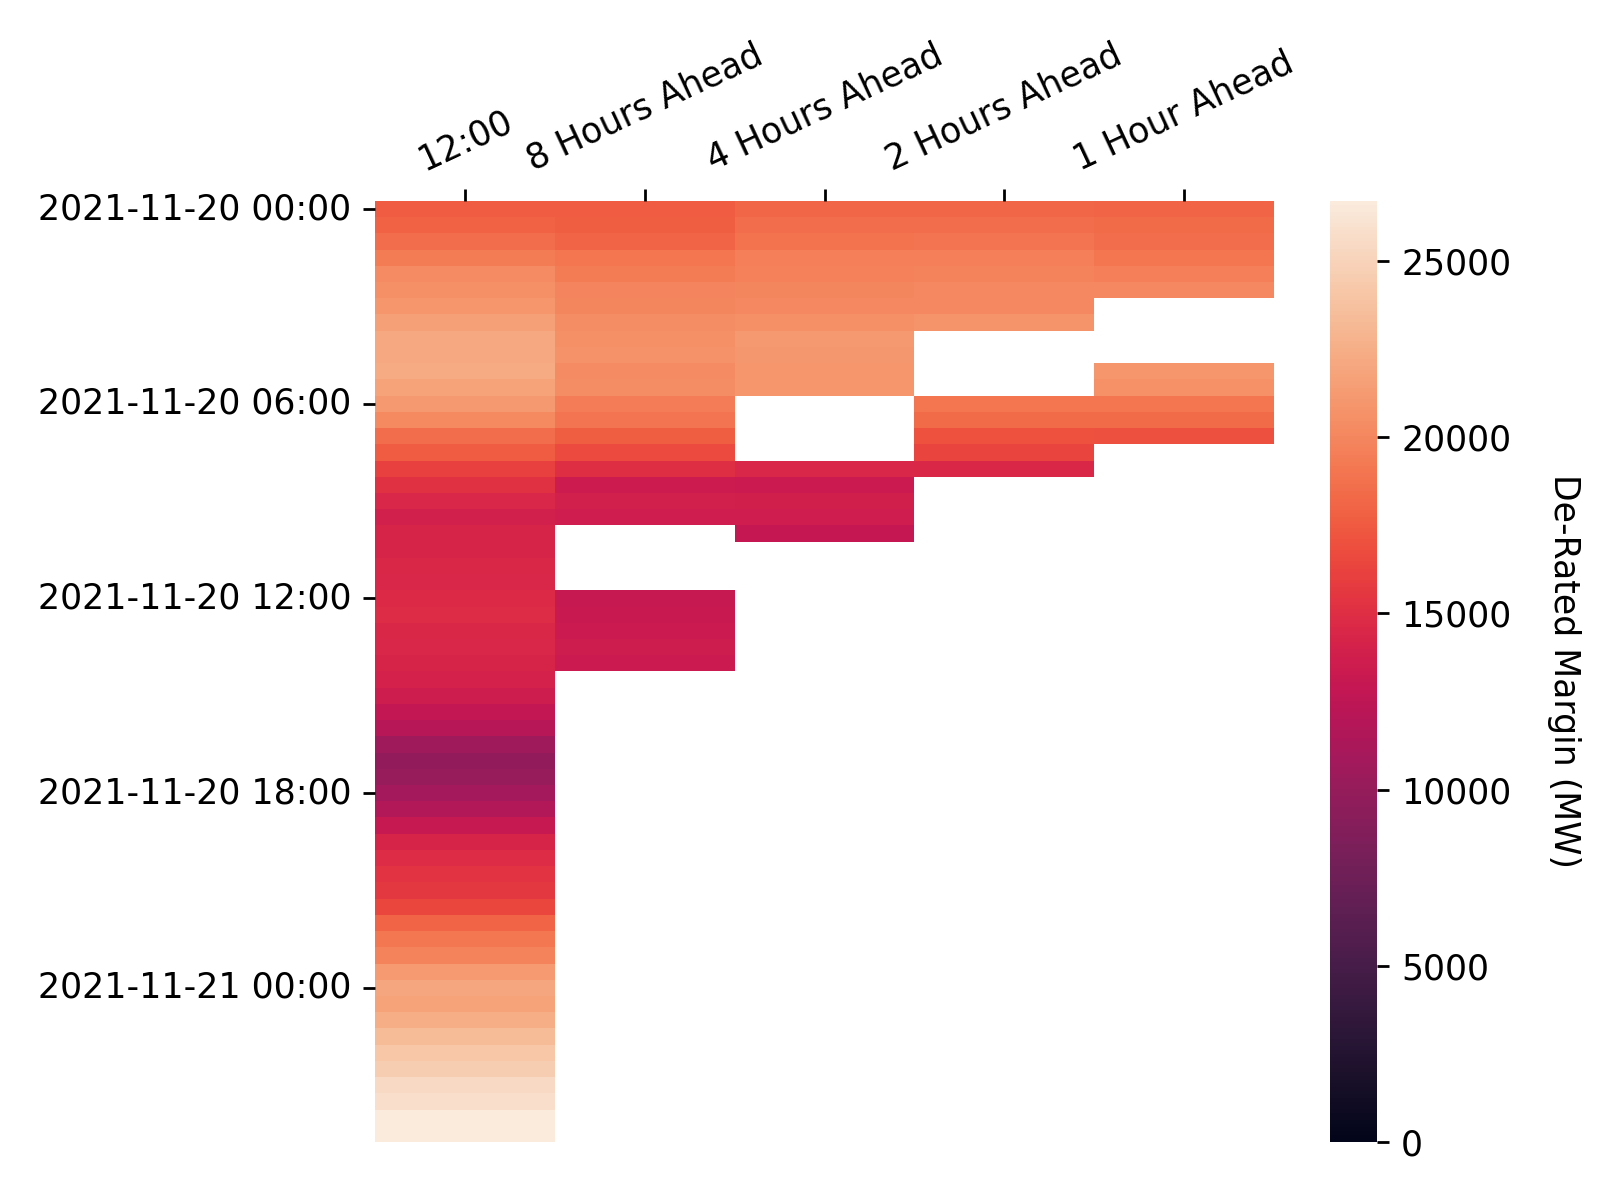 12:00
8 Hours Ahead
4 Hours Ahead
2 Hours Ahead
1 Hour Ahead
2021-11-20 00:00
2021-11-20 06:00
2021-11-20 12:00
2021-11-20 18:00
2021-11-21 00:00
25000
20000
15000
10000
5000
0
De-Rated Margin (MW)